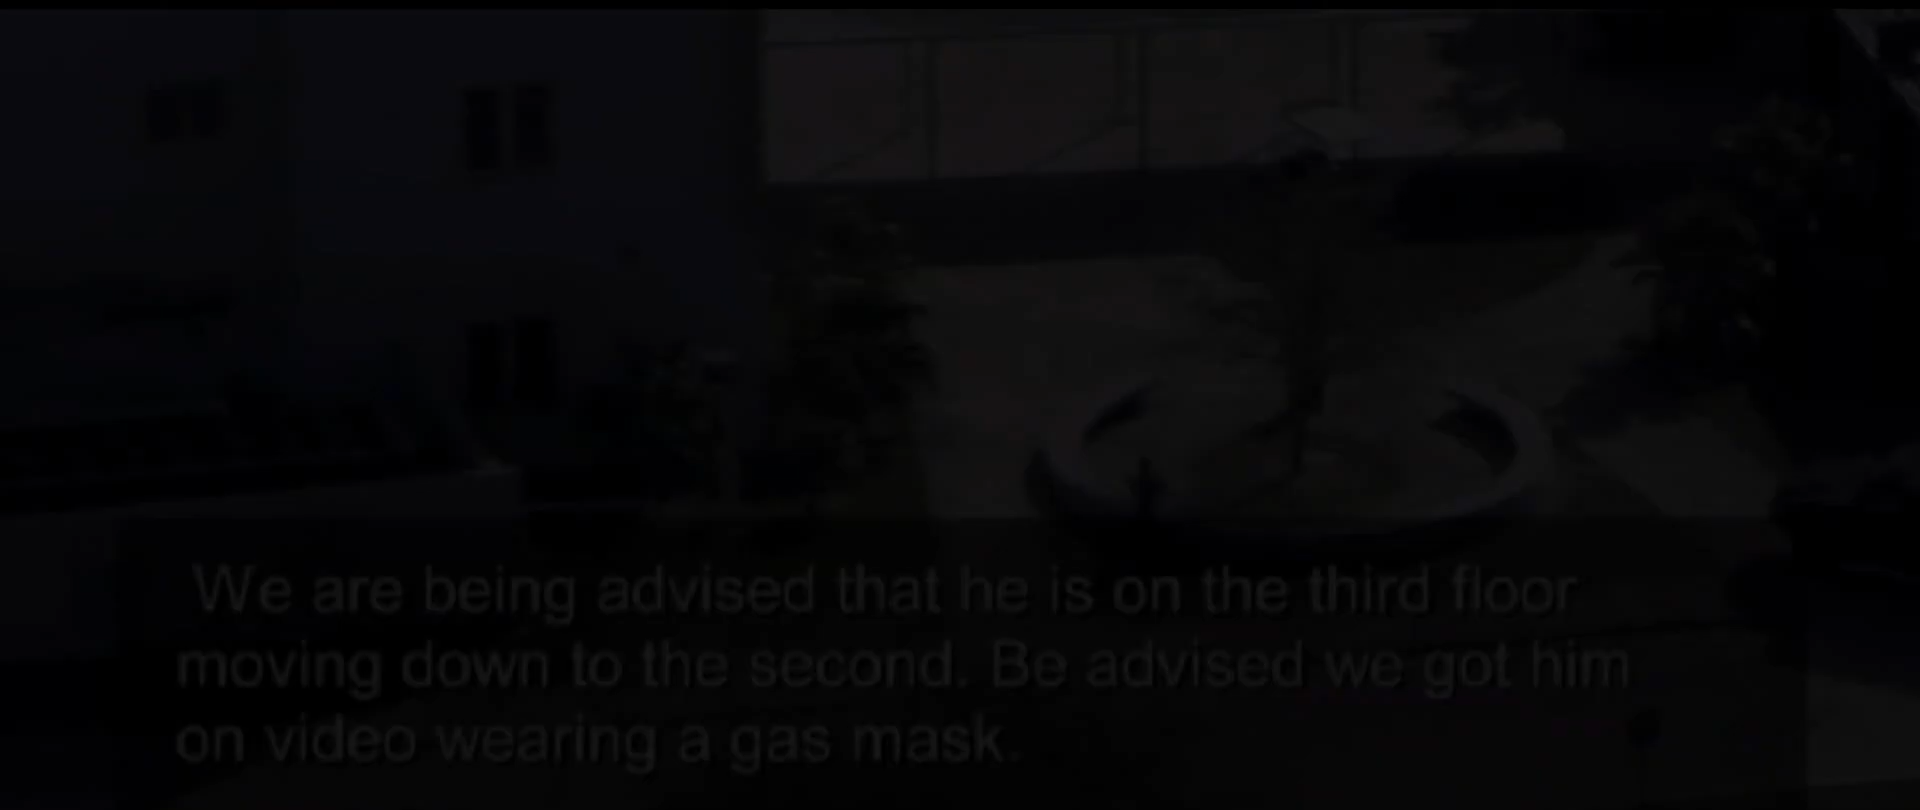 We are being advised that he is on the third floor
moving down to the second. Be advised we got him
on video wearing a gas mask.